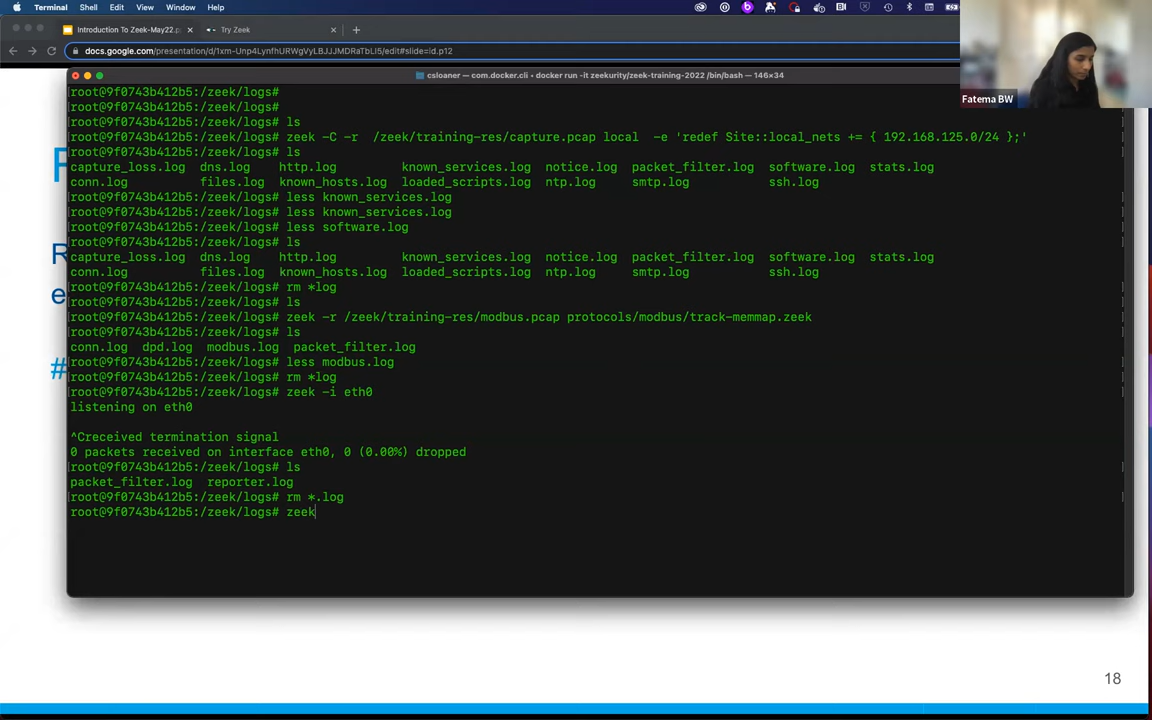 Terminal Shell Edit View Window Help
Introduction To Zeek-May22.p Try Zeek
docs.google.com/presentation/d/1xm-Unp4LynfhURWgVyLBJJJMDRaTbLI5/edit#slide=id.p12
csloaner — com.docker.cli • docker run -it zeekurity/zeek-training-2022 /bin/bash — 146×34
Fatema BW
root@9f0743b412b5:/zeek/logs#
root@9f0743b412b5:/zeek/logs#
root@9f0743b412b5:/zeek/logs# ls
root@9f0743b412b5:/zeek/logs# zeek -C -r  /zeek/training-res/capture.pcap local  -e 'redef Site::local_nets += { 192.168.125.0/24 };'
root@9f0743b412b5:/zeek/logs# ls
capture_loss.log  dns.log    http.log         known_services.log  notice.log  packet_filter.log  software.log  stats.log
conn.log          files.log  known_hosts.log  loaded_scripts.log  ntp.log     smtp.log           ssh.log
root@9f0743b412b5:/zeek/logs# less known_services.log
root@9f0743b412b5:/zeek/logs# less known_services.log
root@9f0743b412b5:/zeek/logs# less software.log
root@9f0743b412b5:/zeek/logs# ls
capture_loss.log  dns.log    http.log         known_services.log  notice.log  packet_filter.log  software.log  stats.log
conn.log          files.log  known_hosts.log  loaded_scripts.log  ntp.log     smtp.log           ssh.log
root@9f0743b412b5:/zeek/logs# rm *log
root@9f0743b412b5:/zeek/logs# ls
root@9f0743b412b5:/zeek/logs# zeek -r /zeek/training-res/modbus.pcap protocols/modbus/track-memmap.zeek
root@9f0743b412b5:/zeek/logs# ls
conn.log  dpd.log  modbus.log  packet_filter.log
root@9f0743b412b5:/zeek/logs# less modbus.log
root@9f0743b412b5:/zeek/logs# rm *log
root@9f0743b412b5:/zeek/logs# zeek -i eth0
listening on eth0
^Creceived termination signal
0 packets received on interface eth0, 0 (0.00%) dropped
root@9f0743b412b5:/zeek/logs# ls
packet_filter.log  reporter.log
root@9f0743b412b5:/zeek/logs# rm *.log
root@9f0743b412b5:/zeek/logs# zeek
#
18